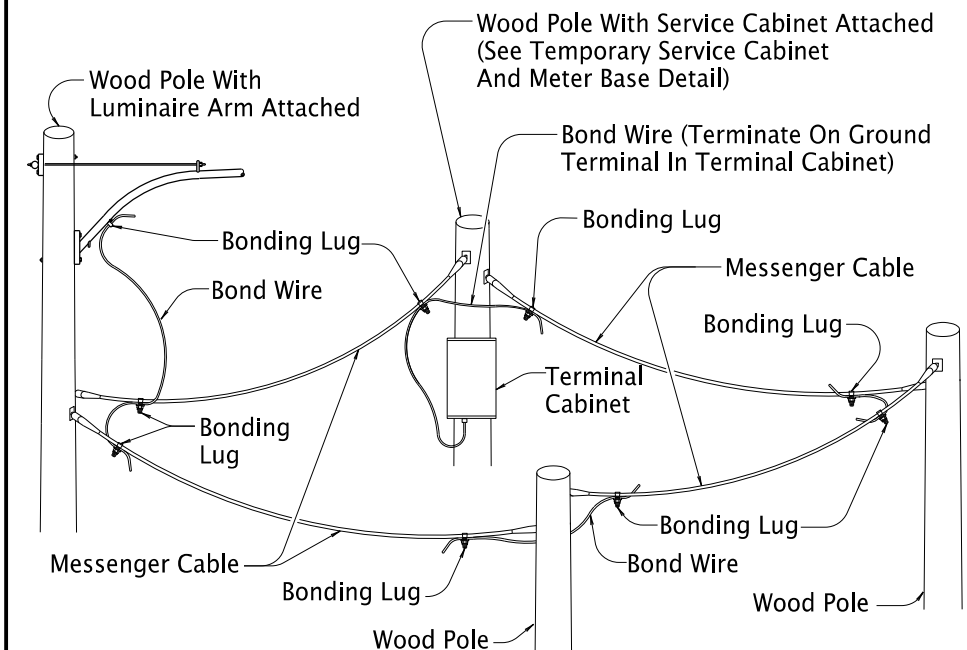 Wood Pole With Service Cabinet Attached
(See Temporary Service Cabinet
And Meter Base Detail)
Wood Pole With
Luminaire Arm Attached
Bond Wire (Terminate On Ground
Terminal In Terminal Cabinet)
Bonding Lug
Bonding Lug
Messenger Cable
Bond Wire
Bonding Lug
Terminal
Cabinet
Bonding
Lug
Bonding Lug
Messenger Cable
Bond Wire
Bonding Lug
Wood Pole
Wood Pole